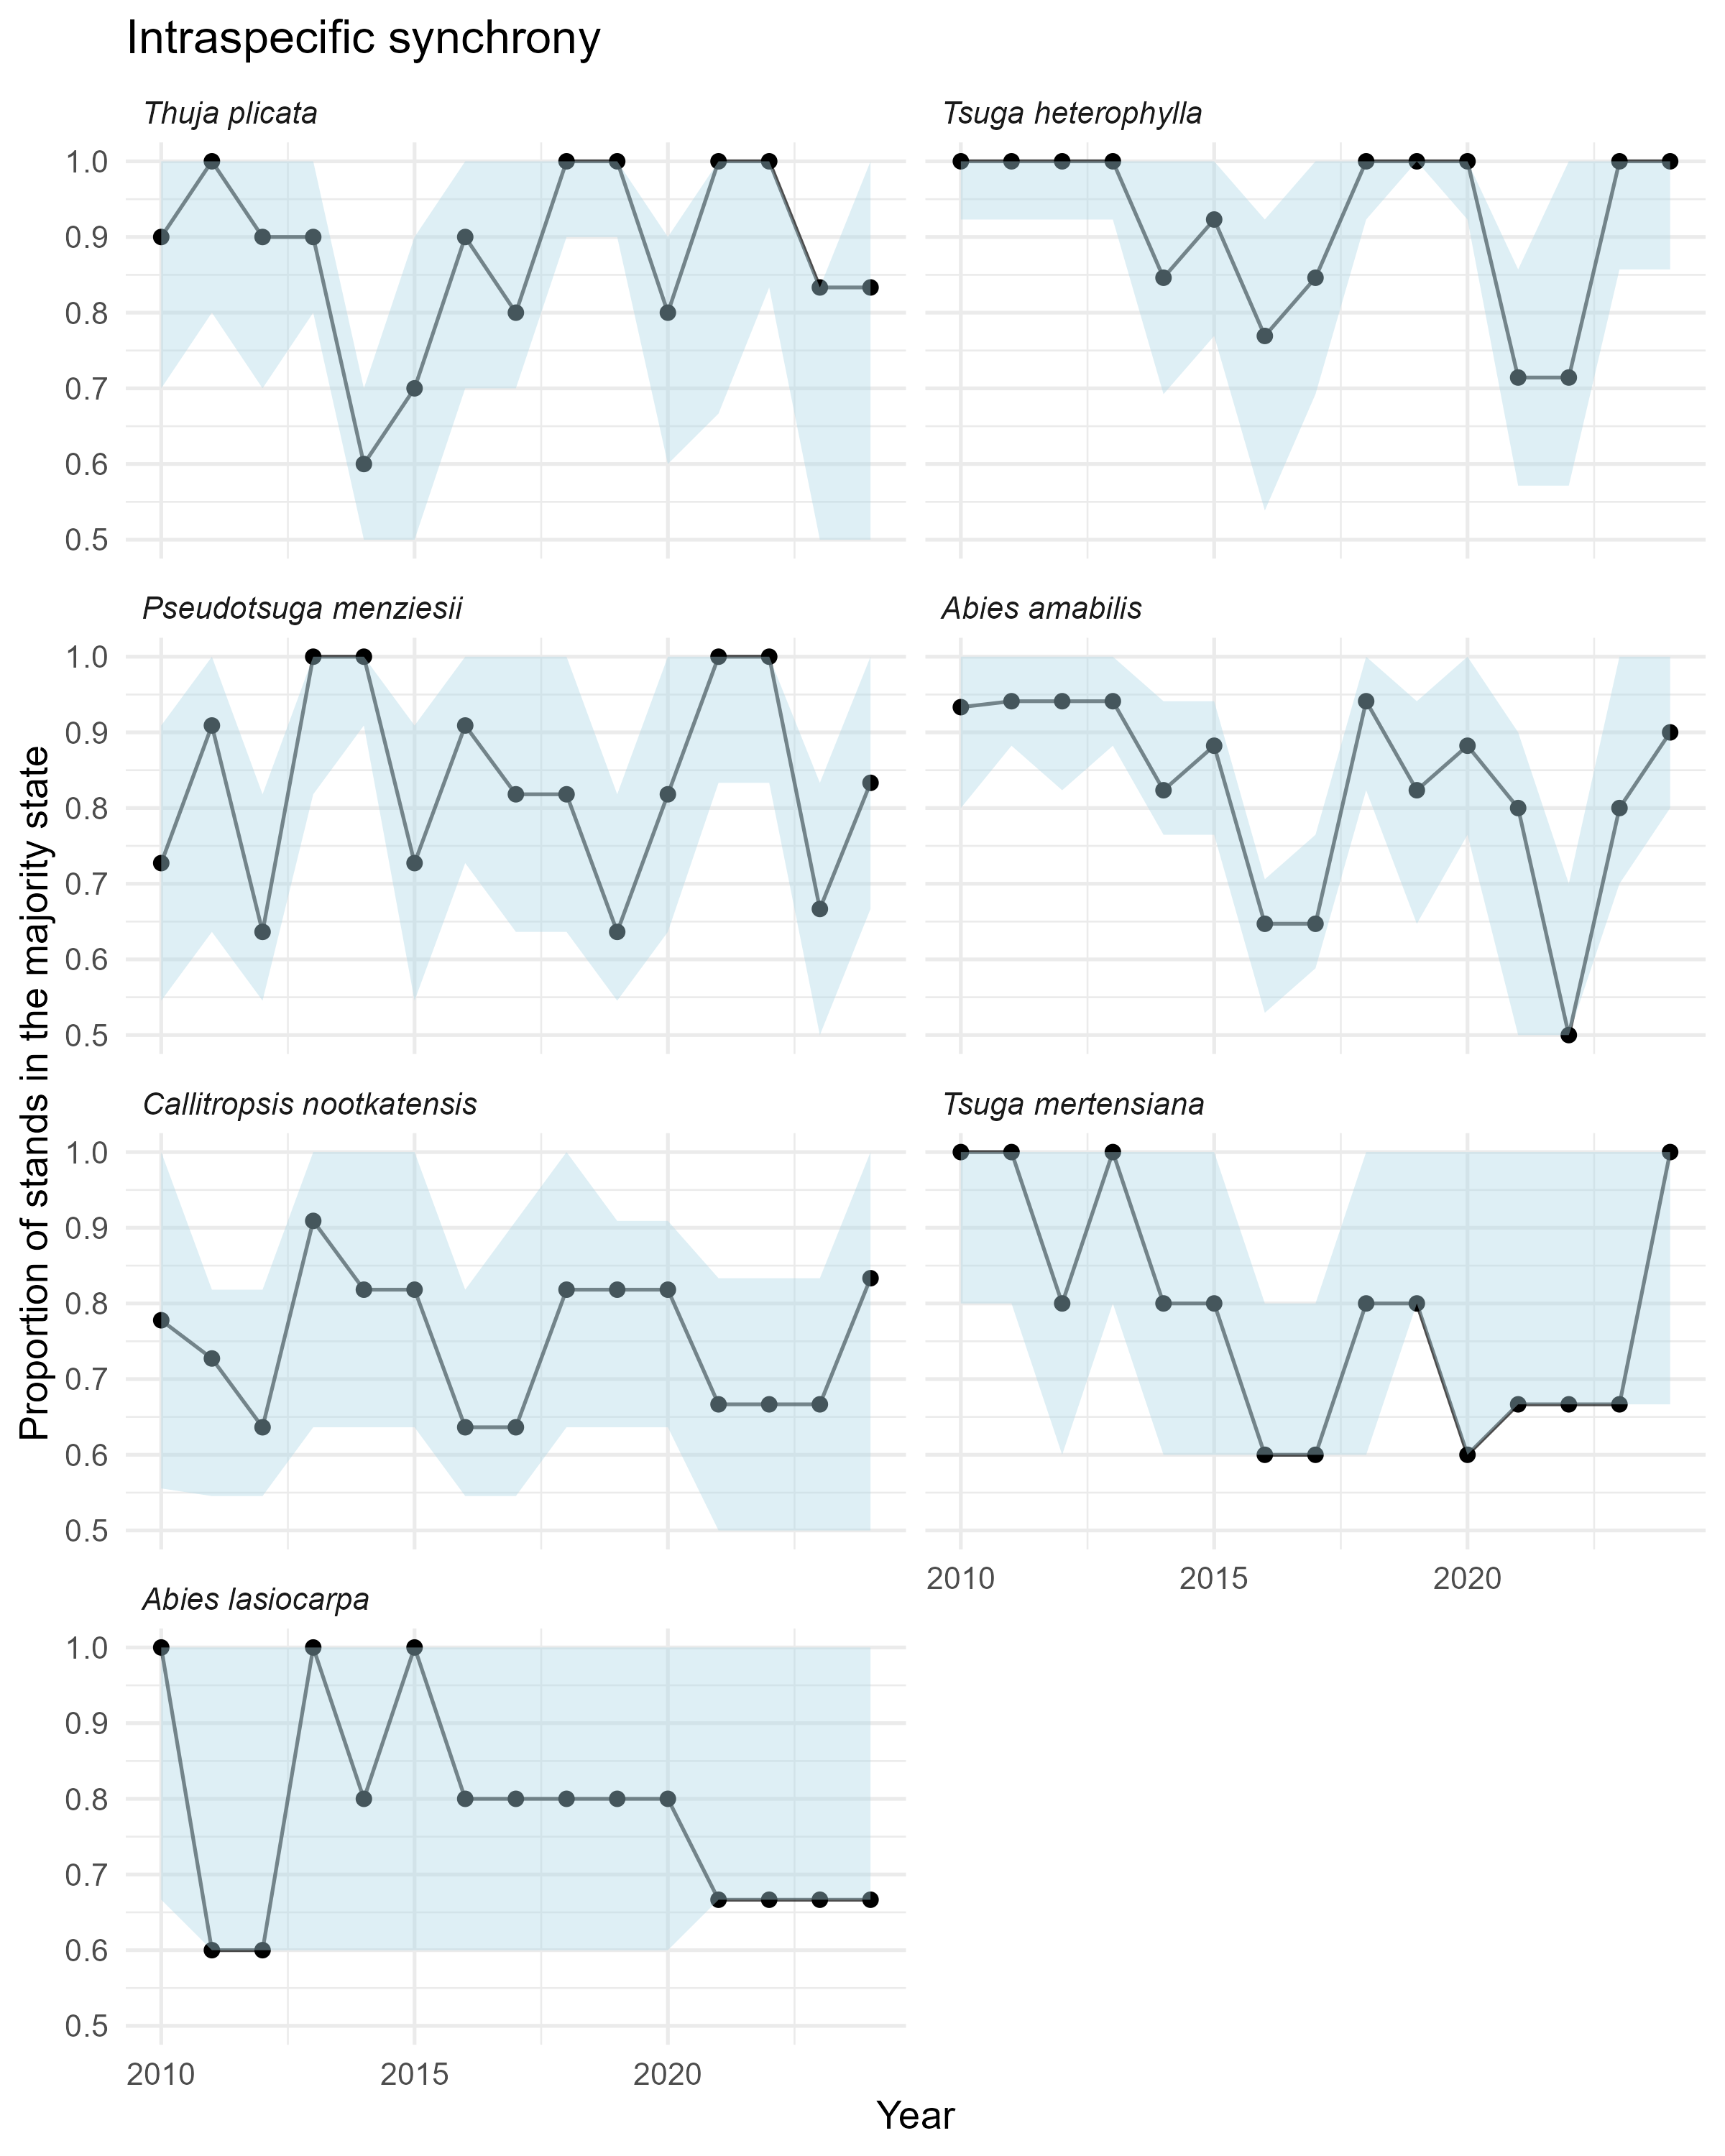 Intraspecific synchrony
Thuja plicata
Tsuga heterophylla
1.0
0.9
0.8
0.7
0.6
0.5
Pseudotsuga menziesii
Abies amabilis
1.0
0.9
0.8
0.7
0.6
0.5
Proportion of stands in the majority state
Callitropsis nootkatensis
Tsuga mertensiana
1.0
0.9
0.8
0.7
0.6
0.5
2010 2015 2020
Abies lasiocarpa
1.0
0.9
0.8
0.7
0.6
0.5
2010 2015 2020
Year